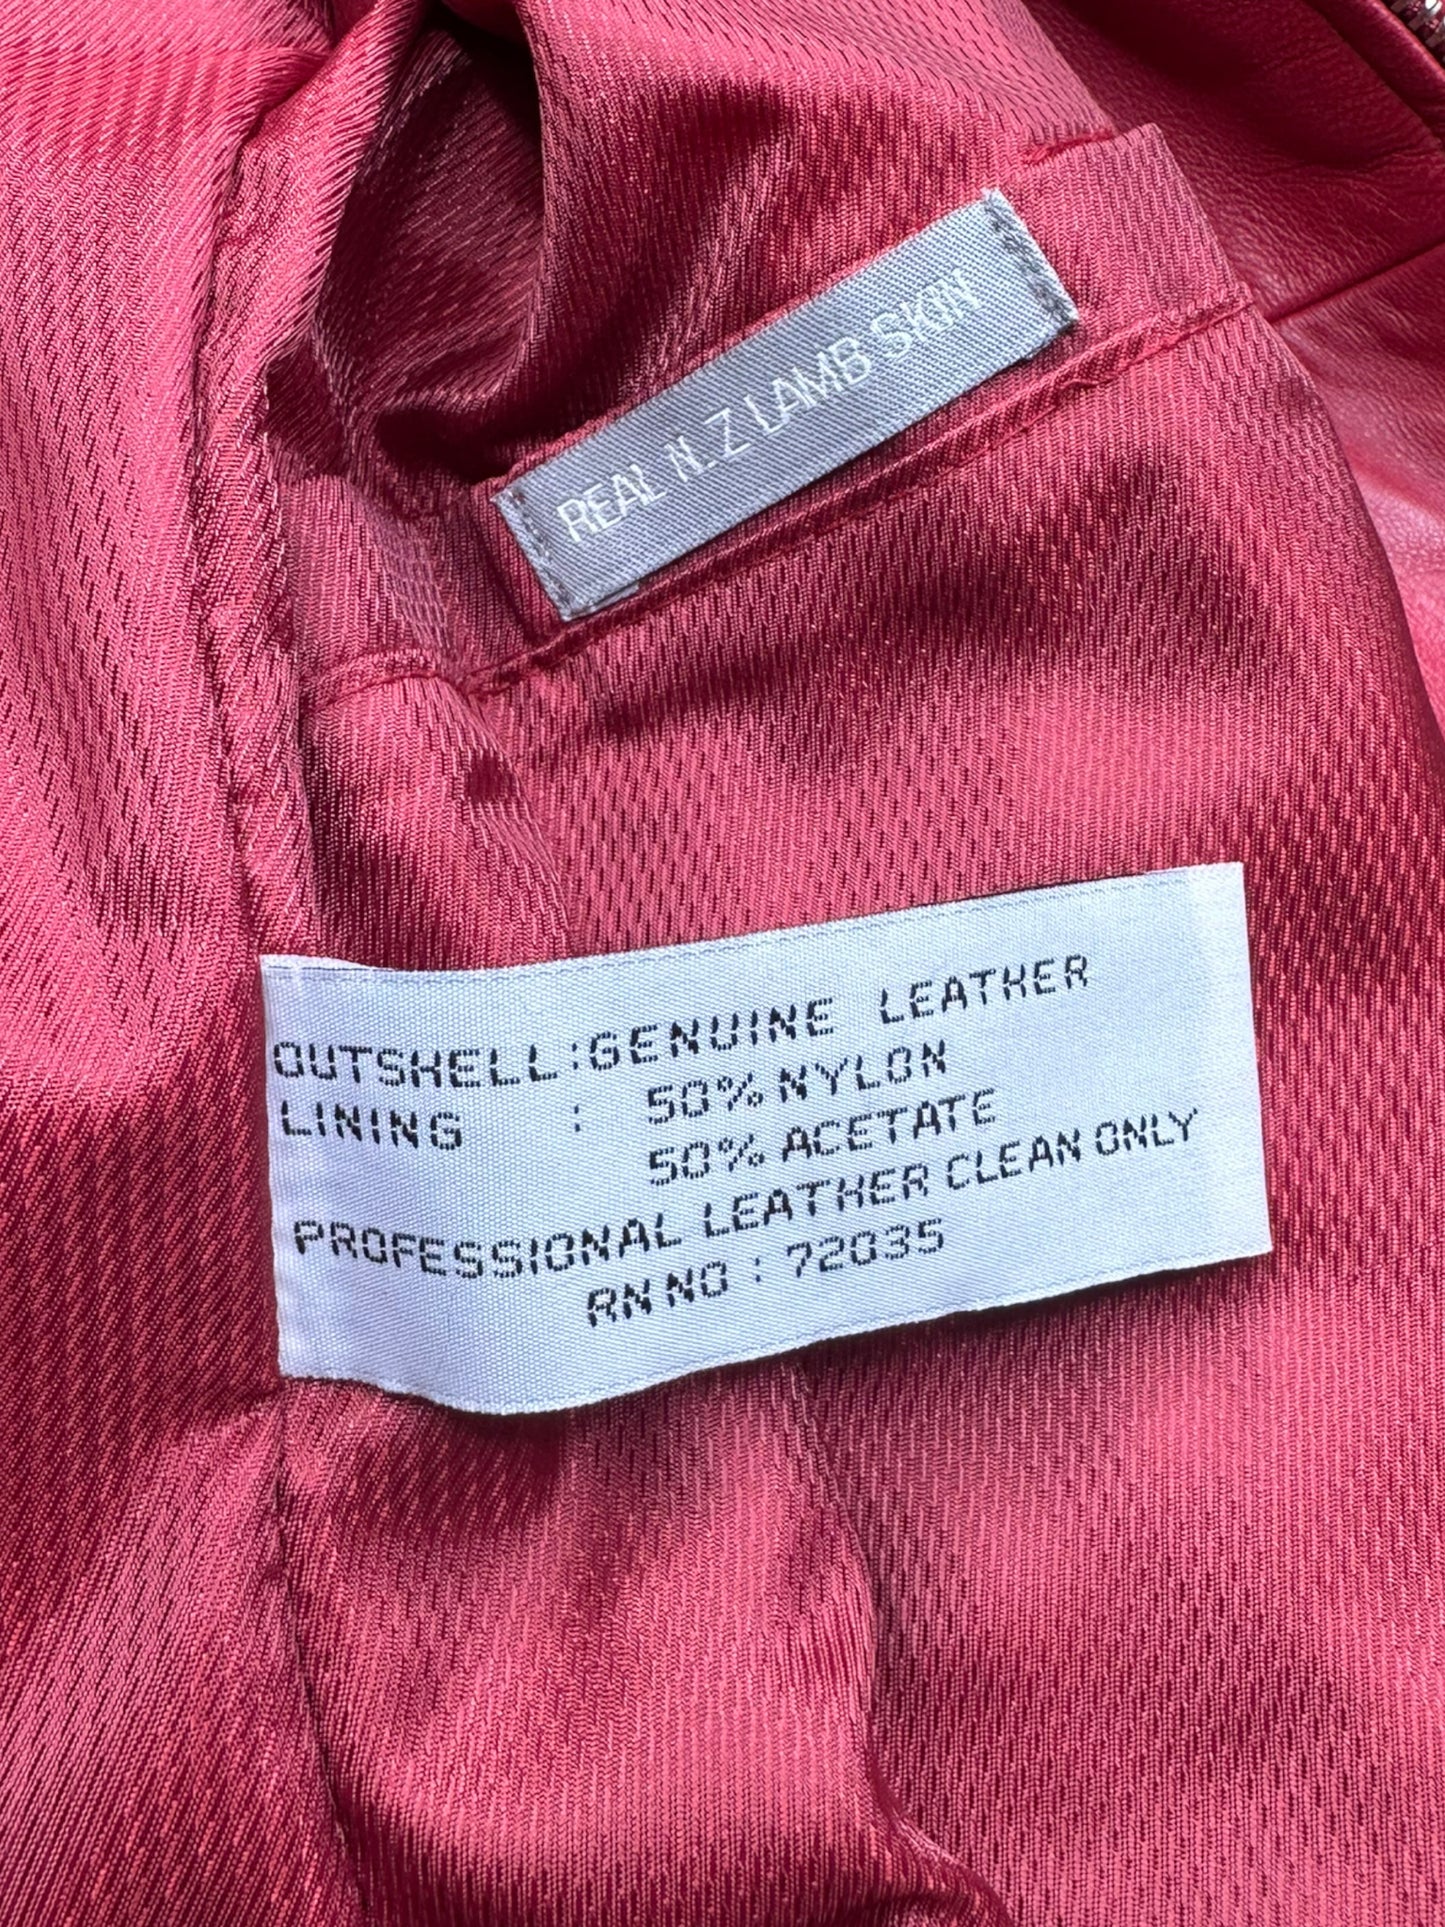 REAL N.Z LAMB SKIN
OUTSHELL:GENUINE LEATHER
LINING : 50% NYLON
50% ACETATE
PROFESSIONAL LEATHER CLEAN ONLY
RN NO : 72035